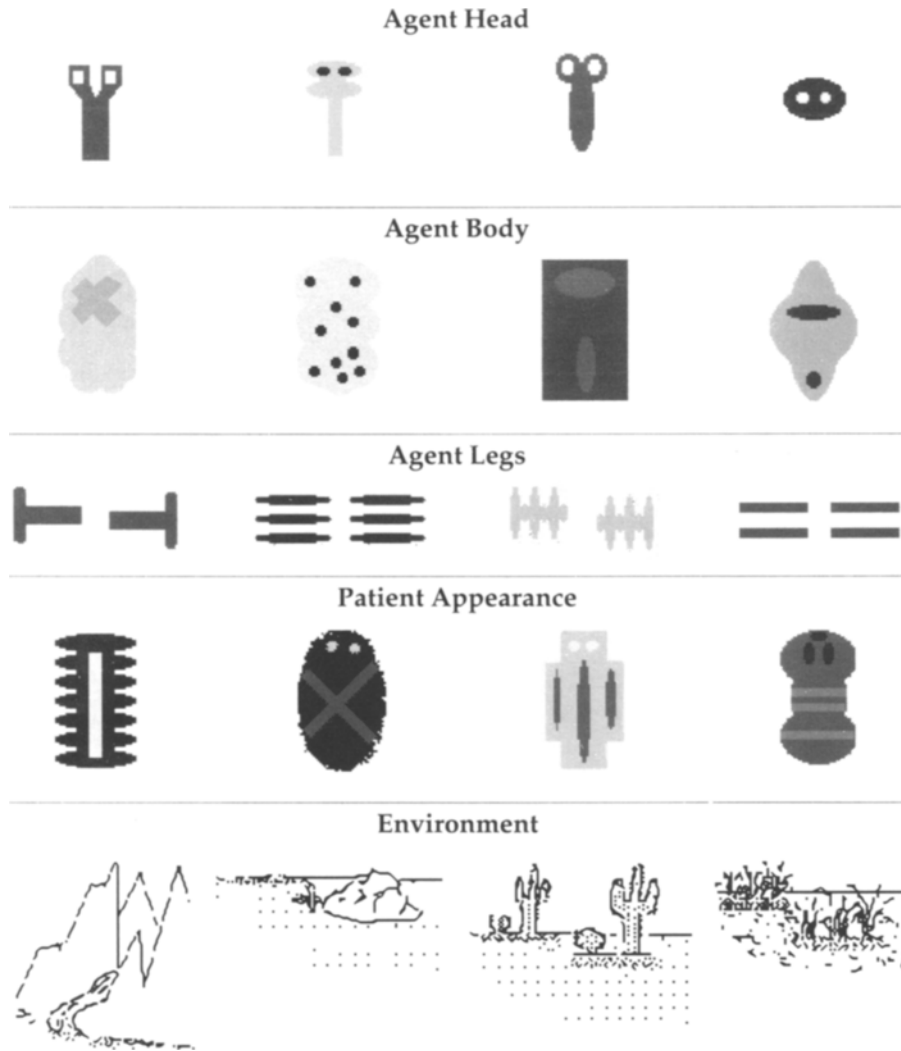 Agent Head
Agent Body
Agent Legs
Patient Appearance
Environment